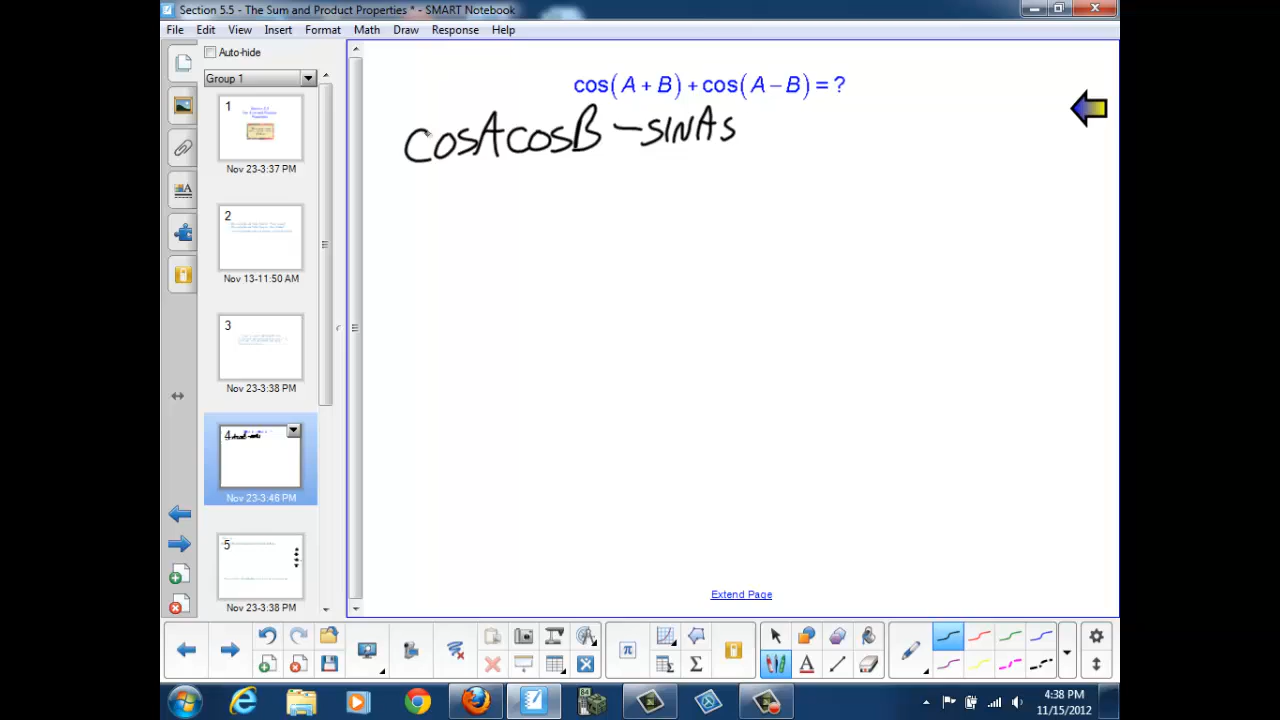 Section 5.5 - The Sum and Product Properties * - SMART Notebook
File Edit View Insert Format Math Draw Response Help
Auto-hide
Group 1
1
Nov 23-3:37 PM
2
Nov 13-11:50 AM
3
Nov 23-3:38 PM
4
Nov 23-3:46 PM
5
Nov 23-3:38 PM
cos(A + B) + cos(A − B) = ?
cosAcosB − sinAs
Extend Page
4:38 PM
11/15/2012